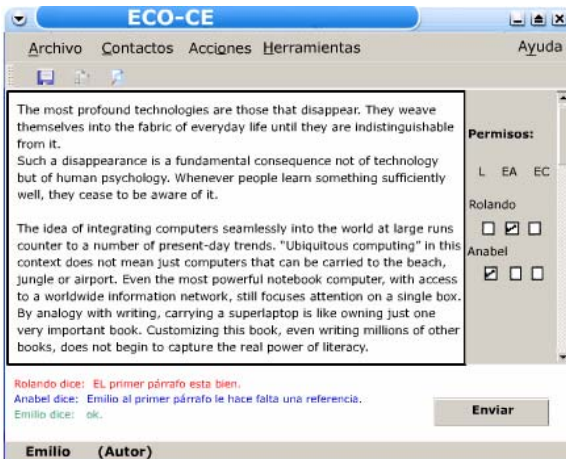 ECO-CE
Archivo Contactos Acciones Herramientas Ayuda
The most profound technologies are those that disappear. They weave
themselves into the fabric of everyday life until they are indistinguishable
from it.
Such a disappearance is a fundamental consequence not of technology
but of human psychology. Whenever people learn something sufficiently
well, they cease to be aware of it.
The idea of integrating computers seamlessly into the world at large runs
counter to a number of present-day trends. "Ubiquitous computing" in this
context does not mean just computers that can be carried to the beach,
jungle or airport. Even the most powerful notebook computer, with access
to a worldwide information network, still focuses attention on a single box.
By analogy with writing, carrying a superlaptop is like owning just one
very important book. Customizing this book, even writing millions of other
books, does not begin to capture the real power of literacy.
Permisos:
L EA EC
Rolando
Anabel
Rolando dice: EL primer párrafo esta bien.
Anabel dice: Emilio al primer párrafo le hace falta una referencia.
Emilio dice: ok.
Enviar
Emilio (Autor)